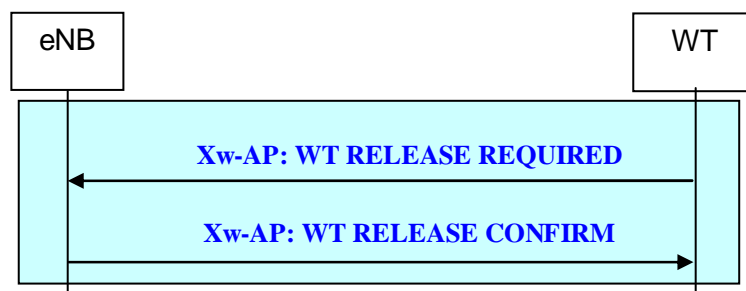 eNB
WT
Xw-AP: WT RELEASE REQUIRED
Xw-AP: WT RELEASE CONFIRM